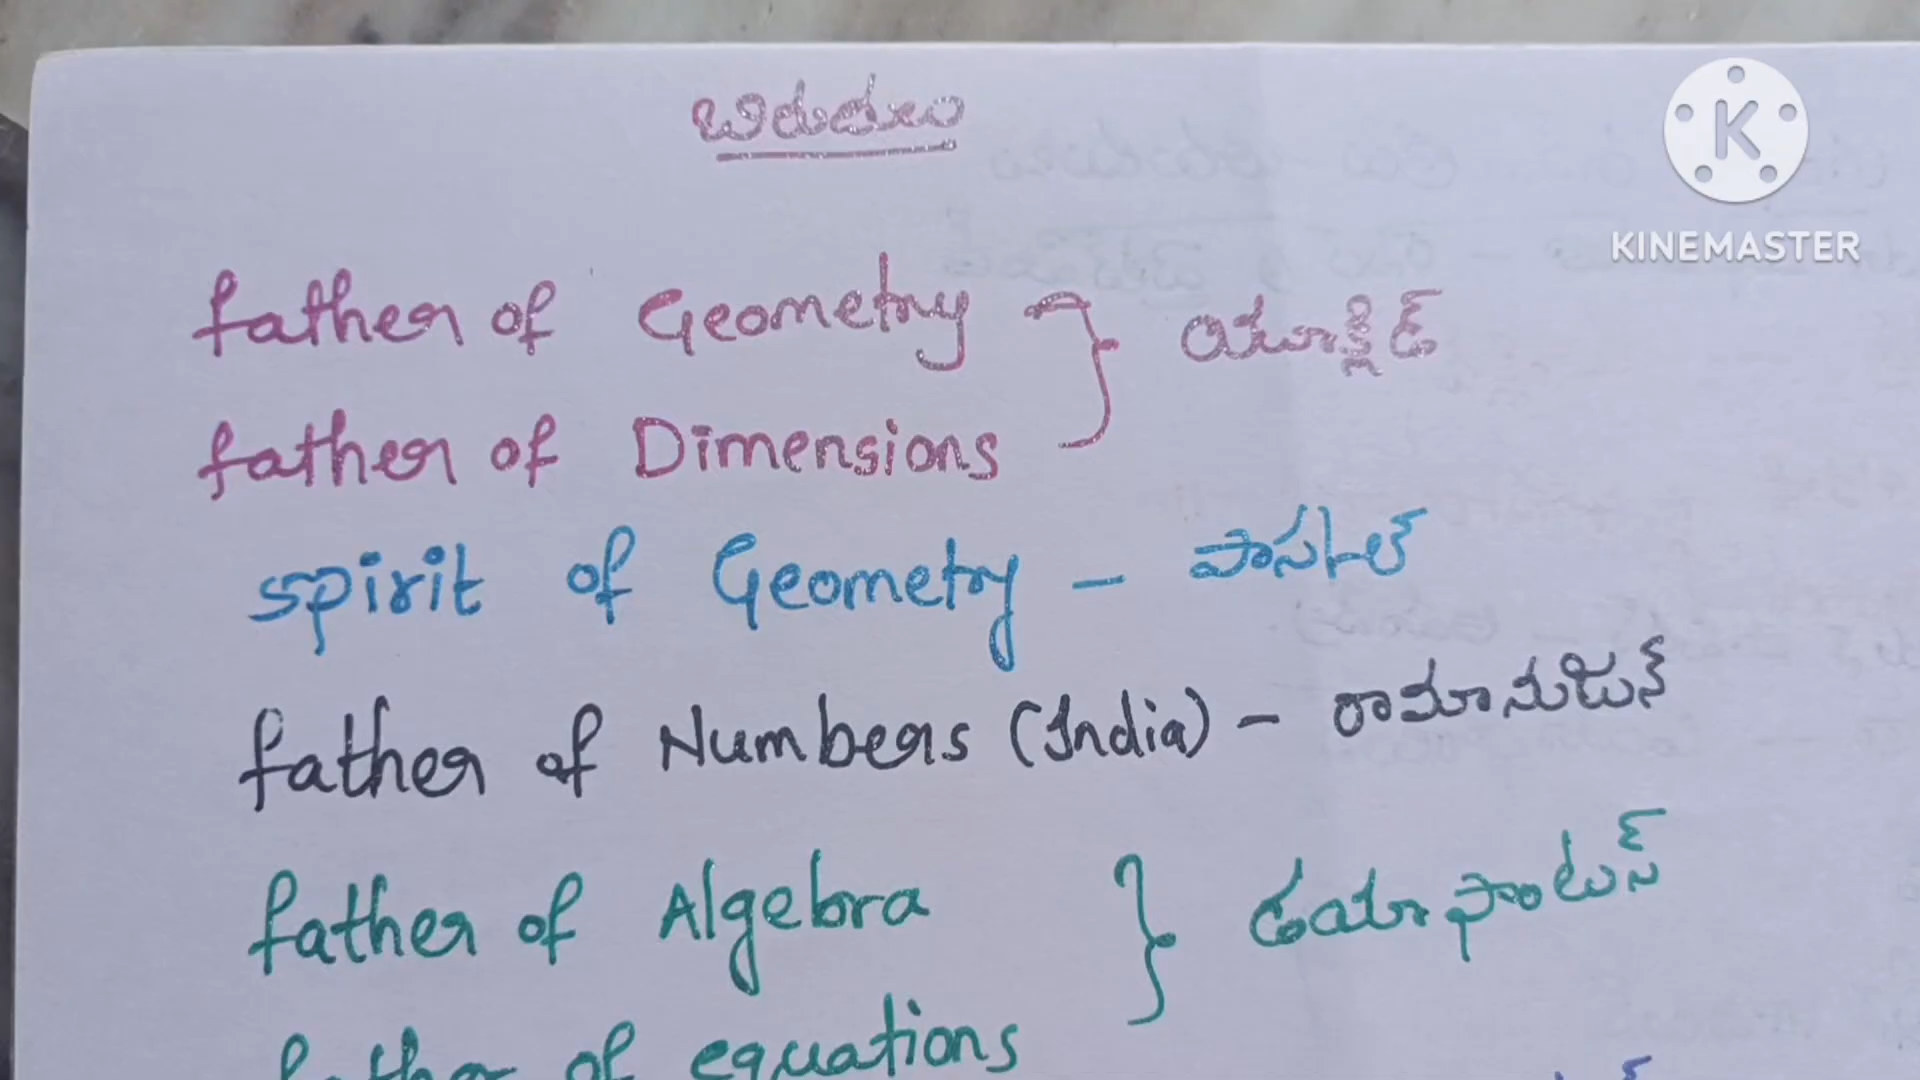 బిరుదులు
father of Geometry } యూక్లిడ్
father of Dimensions
spirit of Geometry - పాస్కల్
father of Numbers (India) - రామానుజన్
father of Algebra } డయాఫాంటస్
father of equations
KINEMASTER